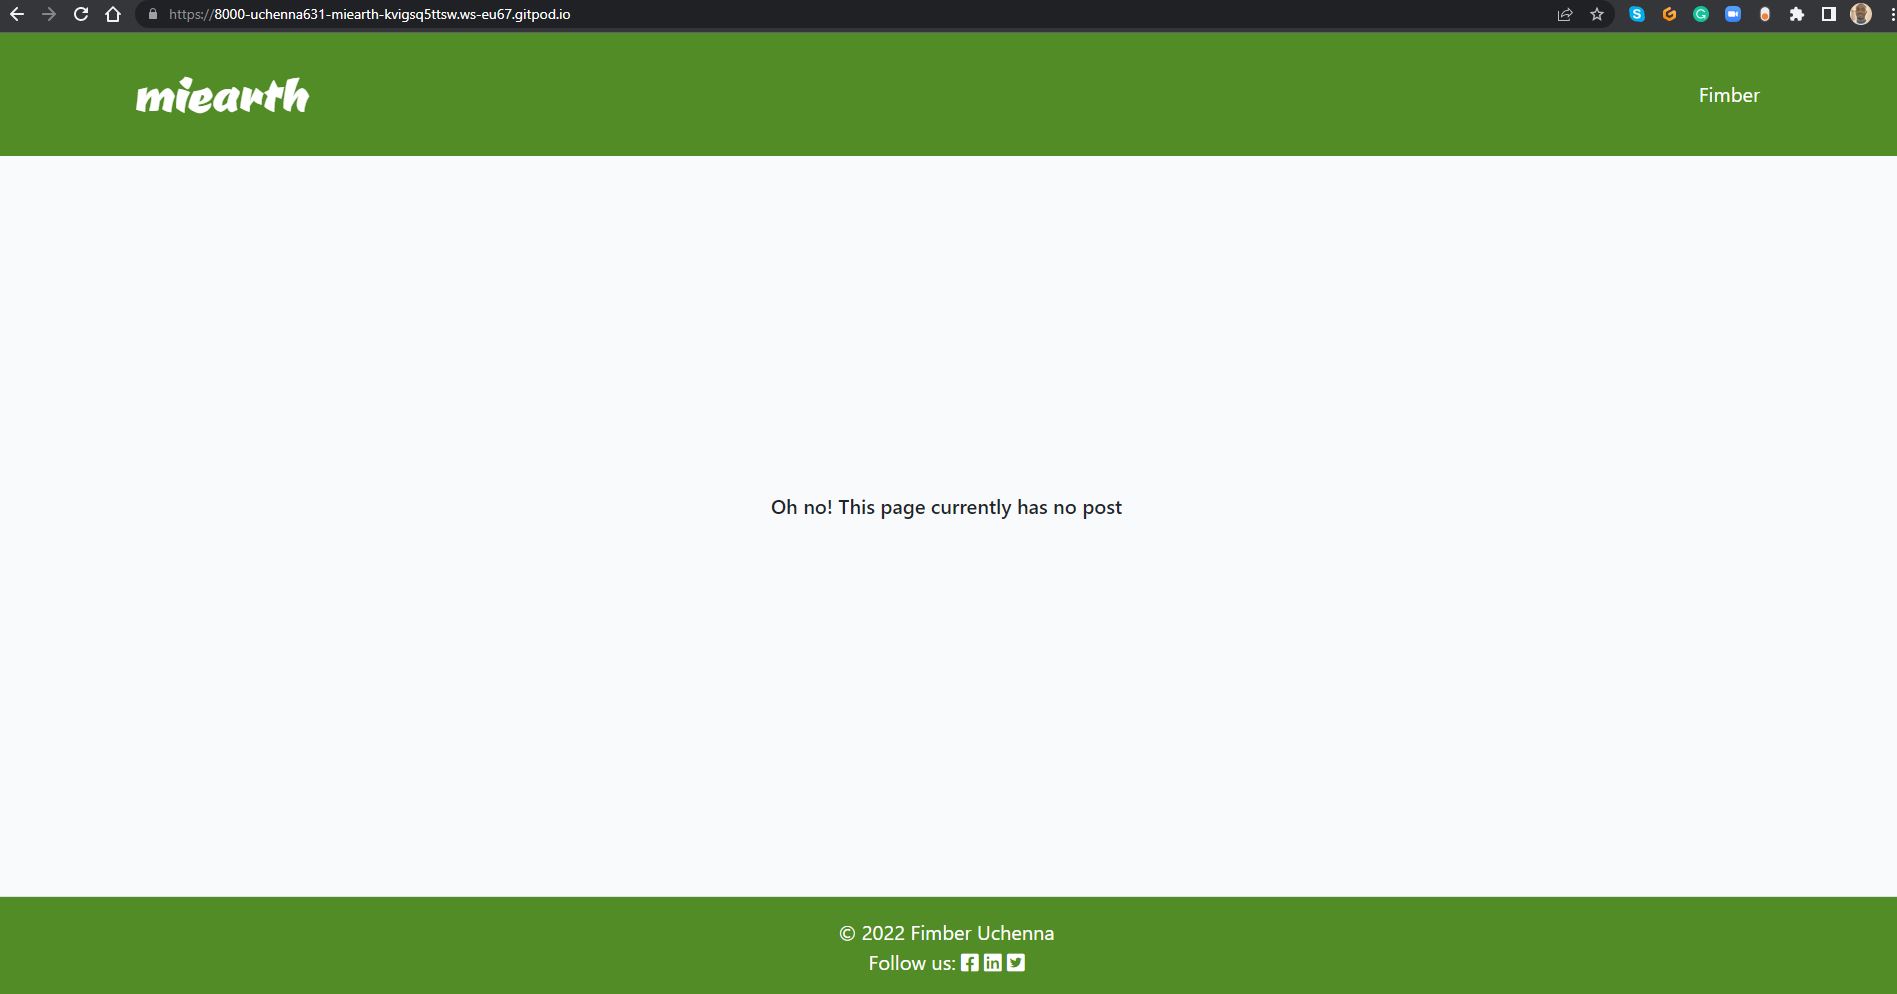 https://8000-uchenna631-miearth-kvigsq5ttsw.ws-eu67.gitpod.io
miearth
Fimber
Oh no! This page currently has no post
© 2022 Fimber Uchenna
Follow us: